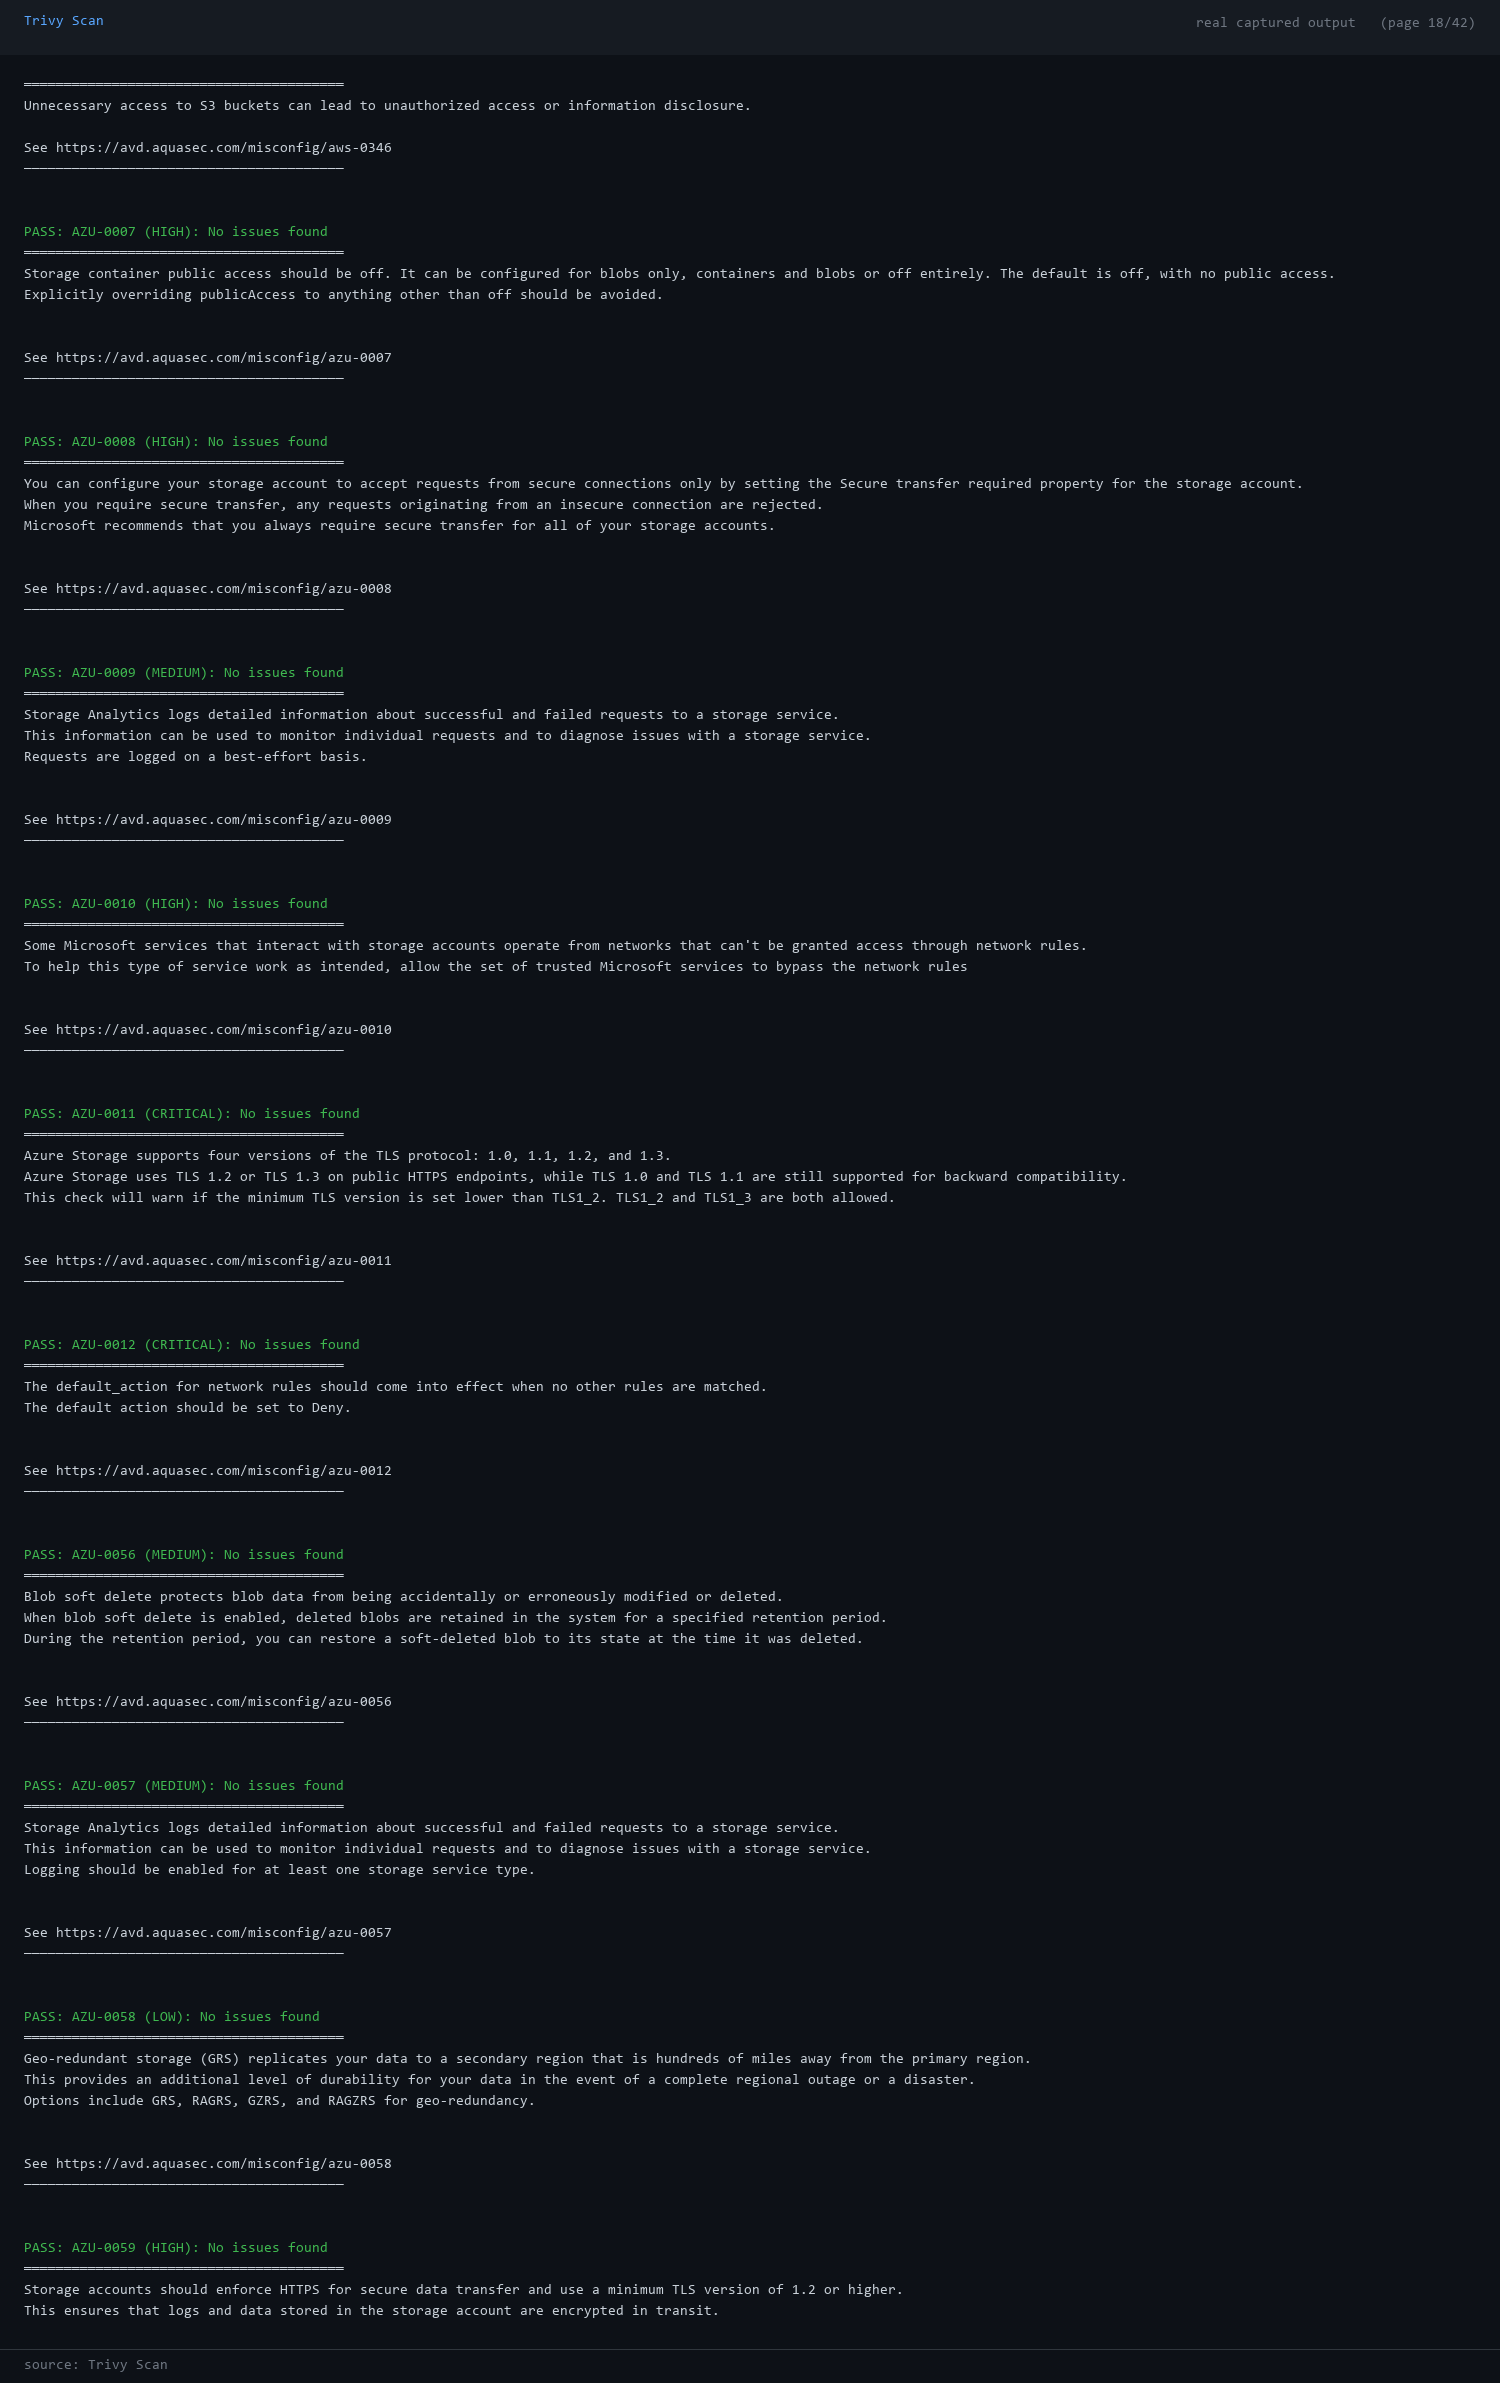 Trivy Scan
real captured output   (page 18/42)
════════════════════════════════════════
Unnecessary access to S3 buckets can lead to unauthorized access or information disclosure.
See https://avd.aquasec.com/misconfig/aws-0346
────────────────────────────────────────
PASS: AZU-0007 (HIGH): No issues found
════════════════════════════════════════
Storage container public access should be off. It can be configured for blobs only, containers and blobs or off entirely. The default is off, with no public access.
Explicitly overriding publicAccess to anything other than off should be avoided.
See https://avd.aquasec.com/misconfig/azu-0007
────────────────────────────────────────
PASS: AZU-0008 (HIGH): No issues found
════════════════════════════════════════
You can configure your storage account to accept requests from secure connections only by setting the Secure transfer required property for the storage account.
When you require secure transfer, any requests originating from an insecure connection are rejected.
Microsoft recommends that you always require secure transfer for all of your storage accounts.
See https://avd.aquasec.com/misconfig/azu-0008
────────────────────────────────────────
PASS: AZU-0009 (MEDIUM): No issues found
════════════════════════════════════════
Storage Analytics logs detailed information about successful and failed requests to a storage service.
This information can be used to monitor individual requests and to diagnose issues with a storage service.
Requests are logged on a best-effort basis.
See https://avd.aquasec.com/misconfig/azu-0009
────────────────────────────────────────
PASS: AZU-0010 (HIGH): No issues found
════════════════════════════════════════
Some Microsoft services that interact with storage accounts operate from networks that can't be granted access through network rules.
To help this type of service work as intended, allow the set of trusted Microsoft services to bypass the network rules
See https://avd.aquasec.com/misconfig/azu-0010
────────────────────────────────────────
PASS: AZU-0011 (CRITICAL): No issues found
════════════════════════════════════════
Azure Storage supports four versions of the TLS protocol: 1.0, 1.1, 1.2, and 1.3.
Azure Storage uses TLS 1.2 or TLS 1.3 on public HTTPS endpoints, while TLS 1.0 and TLS 1.1 are still supported for backward compatibility.
This check will warn if the minimum TLS version is set lower than TLS1_2. TLS1_2 and TLS1_3 are both allowed.
See https://avd.aquasec.com/misconfig/azu-0011
────────────────────────────────────────
PASS: AZU-0012 (CRITICAL): No issues found
════════════════════════════════════════
The default_action for network rules should come into effect when no other rules are matched.
The default action should be set to Deny.
See https://avd.aquasec.com/misconfig/azu-0012
────────────────────────────────────────
PASS: AZU-0056 (MEDIUM): No issues found
════════════════════════════════════════
Blob soft delete protects blob data from being accidentally or erroneously modified or deleted.
When blob soft delete is enabled, deleted blobs are retained in the system for a specified retention period.
During the retention period, you can restore a soft-deleted blob to its state at the time it was deleted.
See https://avd.aquasec.com/misconfig/azu-0056
────────────────────────────────────────
PASS: AZU-0057 (MEDIUM): No issues found
════════════════════════════════════════
Storage Analytics logs detailed information about successful and failed requests to a storage service.
This information can be used to monitor individual requests and to diagnose issues with a storage service.
Logging should be enabled for at least one storage service type.
See https://avd.aquasec.com/misconfig/azu-0057
────────────────────────────────────────
PASS: AZU-0058 (LOW): No issues found
════════════════════════════════════════
Geo-redundant storage (GRS) replicates your data to a secondary region that is hundreds of miles away from the primary region.
This provides an additional level of durability for your data in the event of a complete regional outage or a disaster.
Options include GRS, RAGRS, GZRS, and RAGZRS for geo-redundancy.
See https://avd.aquasec.com/misconfig/azu-0058
────────────────────────────────────────
PASS: AZU-0059 (HIGH): No issues found
════════════════════════════════════════
Storage accounts should enforce HTTPS for secure data transfer and use a minimum TLS version of 1.2 or higher.
This ensures that logs and data stored in the storage account are encrypted in transit.
source: Trivy Scan